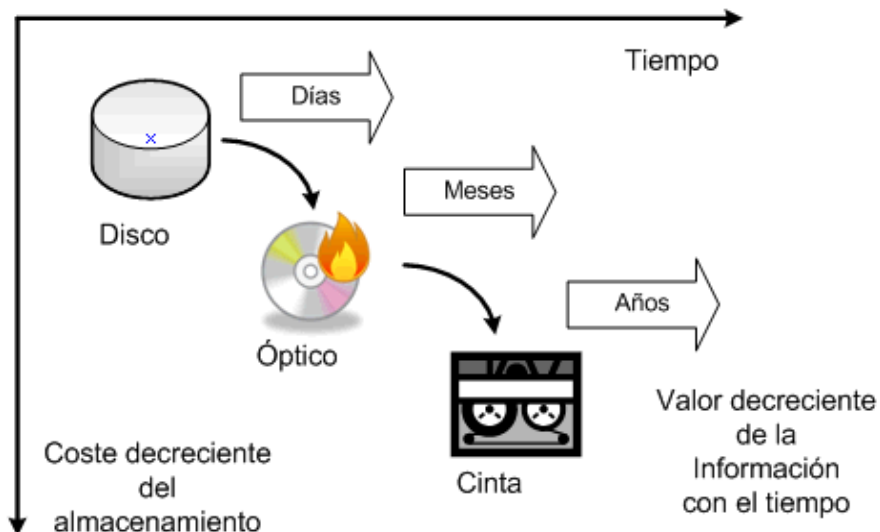 Tiempo
Días
Meses
Disco
Años
Óptico
Valor decreciente
de la
Información
con el tiempo
Coste decreciente
del
almacenamiento
Cinta